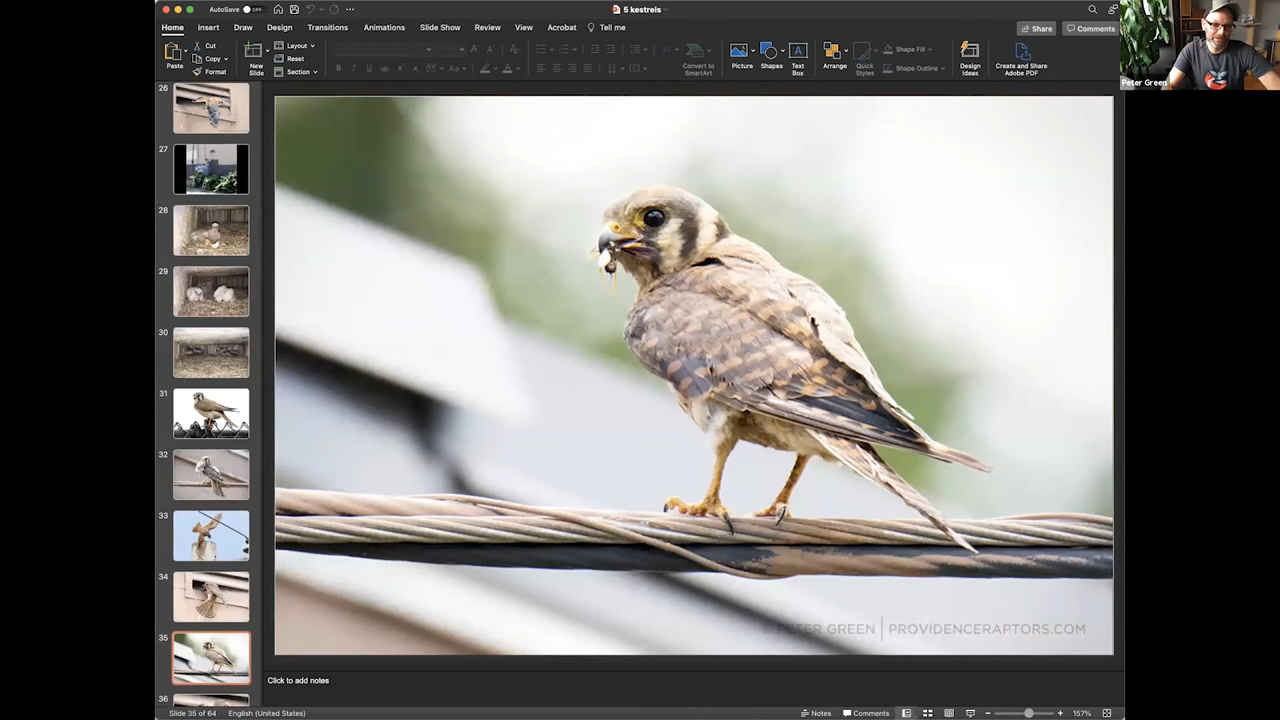 AutoSave OFF
5 kestrels
Home Insert Draw Design Transitions Animations Slide Show Review View Acrobat Tell me
Share Comments
Paste
Cut
Copy
Format
New
Slide
Layout
Reset
Section
Convert to
SmartArt
Picture
Shapes
Text
Box
Arrange
Quick
Styles
Shape Fill
Shape Outline
Design
Ideas
Create and Share
Adobe PDF
Peter Green
26
27
28
29
30
31
32
33
34
35
36
PETER GREEN | PROVIDENCERAPTORS.COM
Click to add notes
Slide 35 of 64 English (United States) Notes Comments 157%